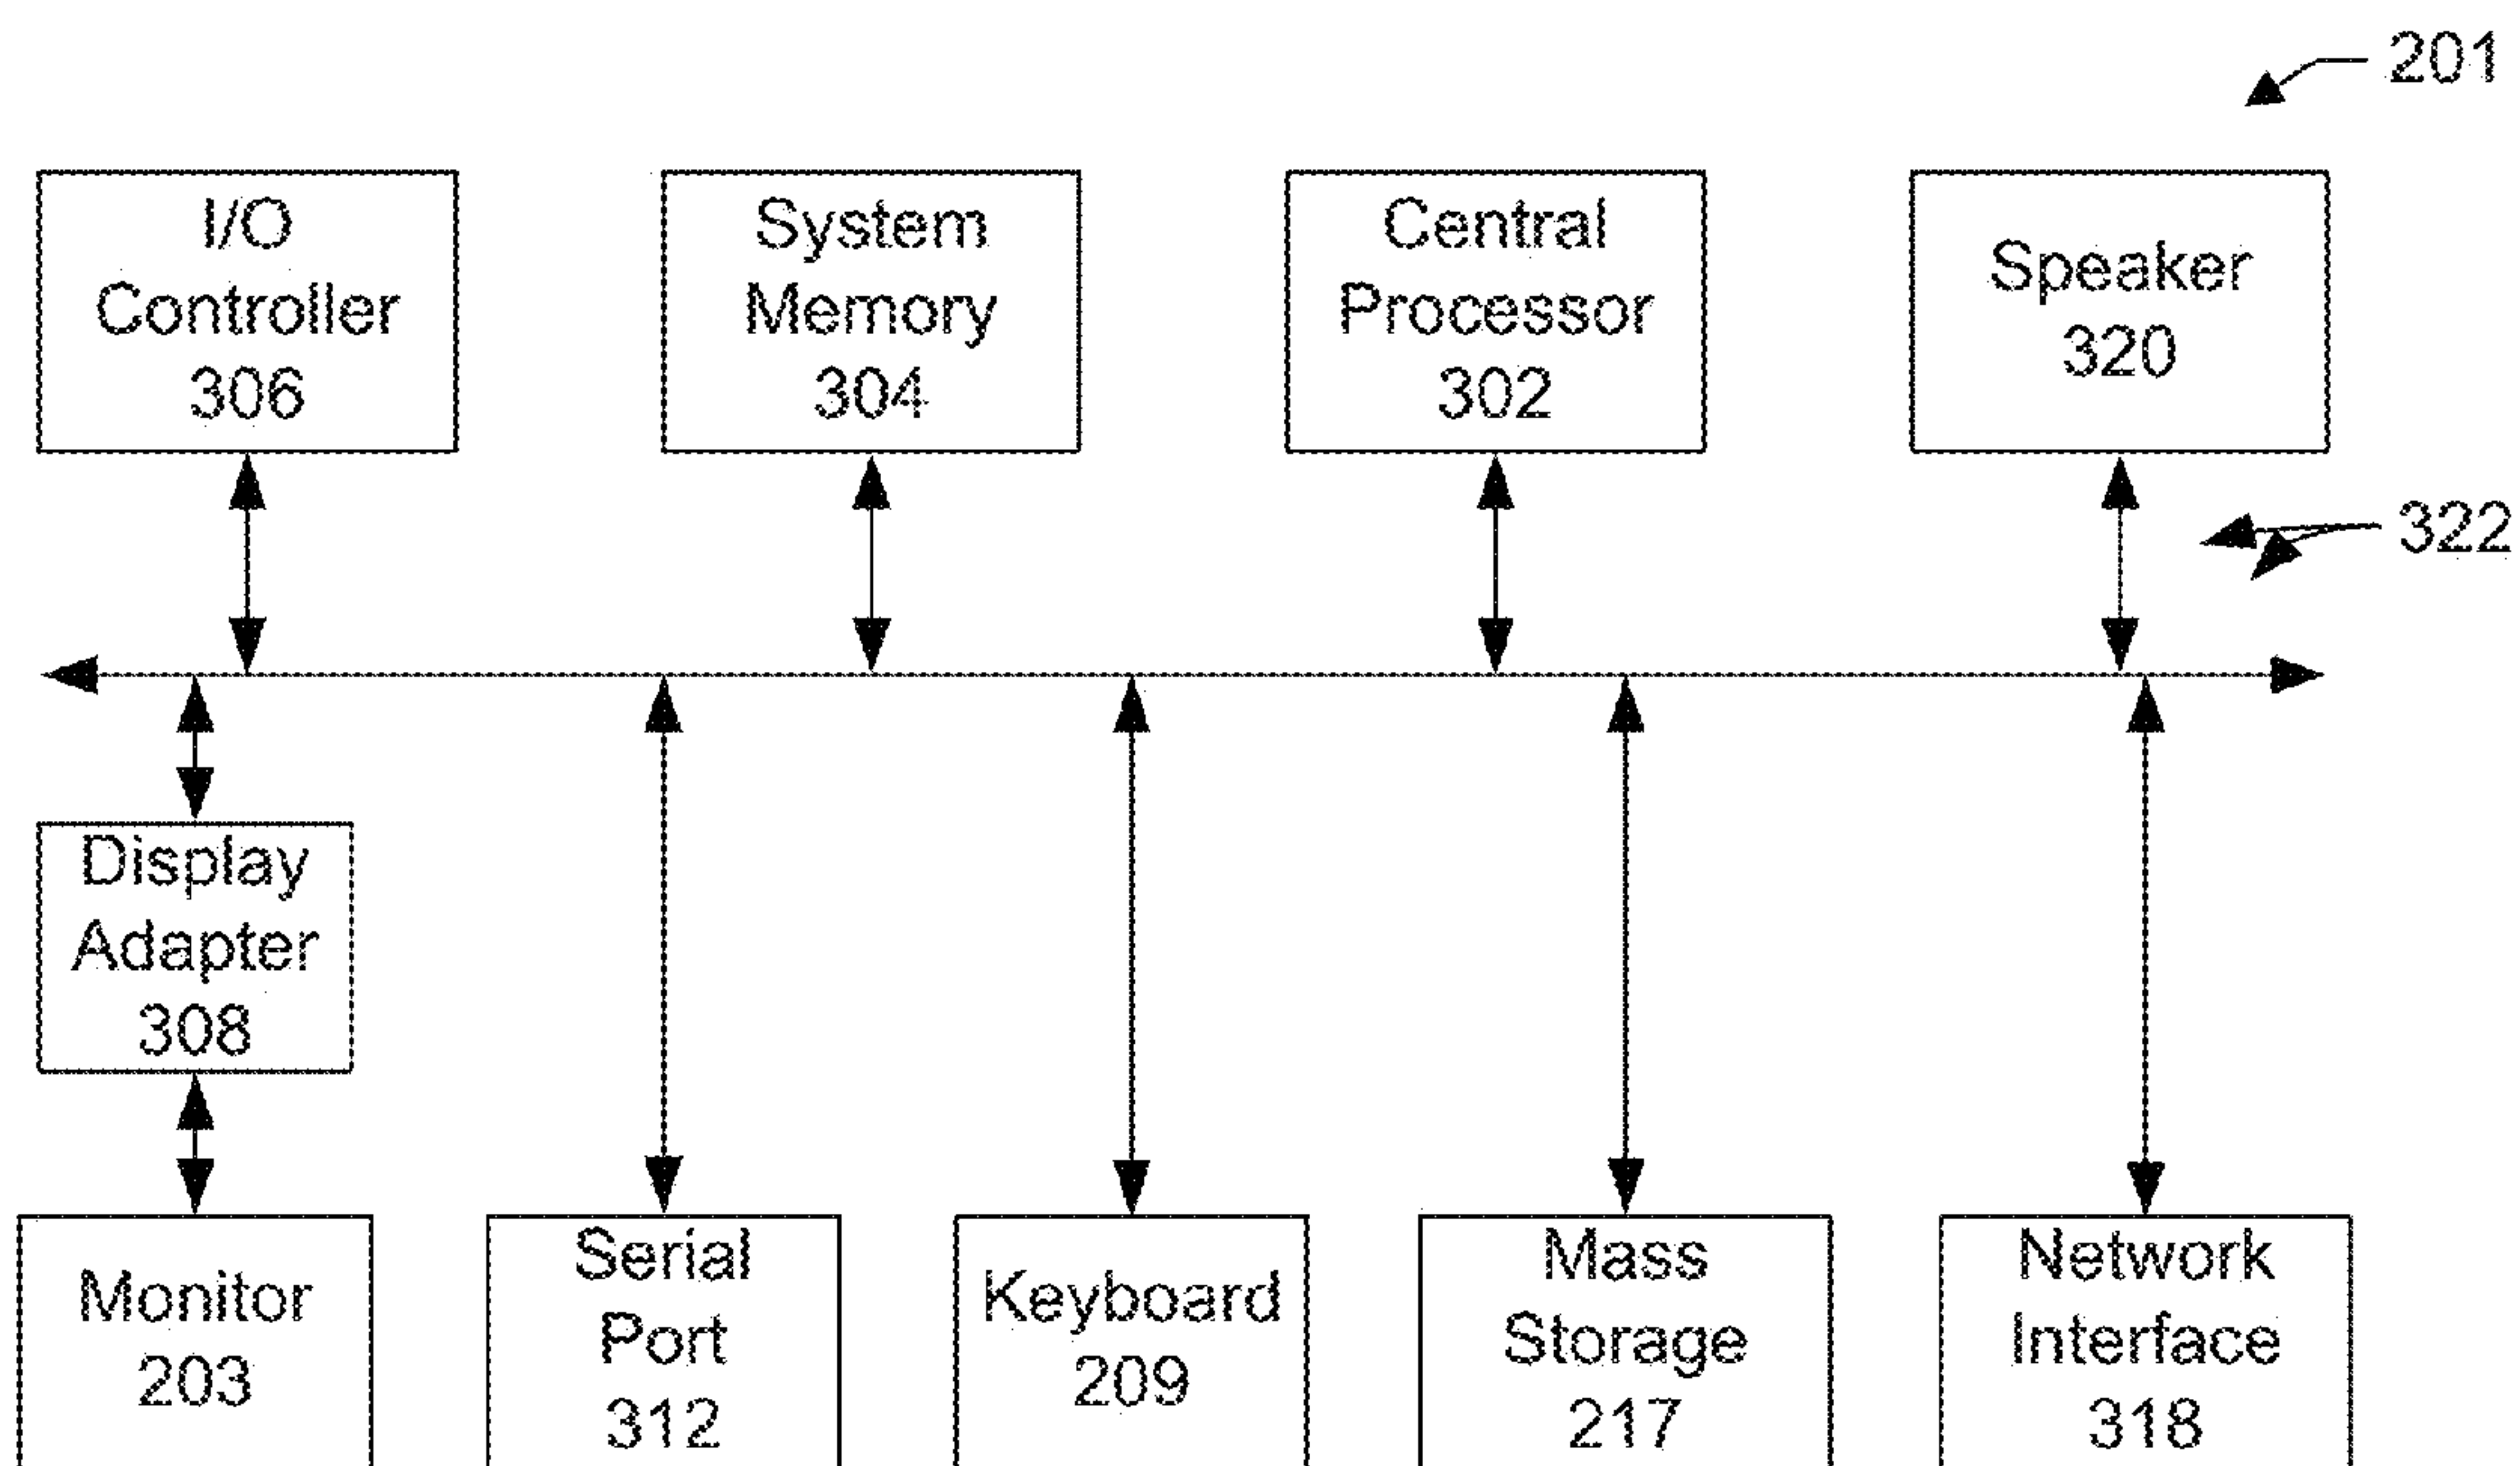 201
I/O
Controller
306
System
Memory
304
Central
Processor
302
Speaker
320
322
Display
Adapter
308
Monitor
203
Serial
Port
312
Keyboard
209
Mass
Storage
217
Network
Interface
318